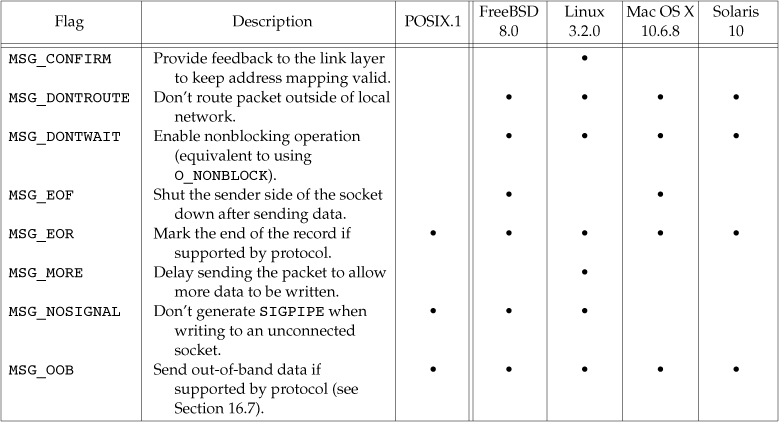 Flag Description POSIX.1 FreeBSD 8.0 Linux 3.2.0 Mac OS X 10.6.8 Solaris 10
MSG_CONFIRM Provide feedback to the link layer •
to keep address mapping valid.
MSG_DONTROUTE Don’t route packet outside of local • • • •
network.
MSG_DONTWAIT Enable nonblocking operation • • • •
(equivalent to using
O_NONBLOCK).
MSG_EOF Shut the sender side of the socket • •
down after sending data.
MSG_EOR Mark the end of the record if • • • • •
supported by protocol.
MSG_MORE Delay sending the packet to allow •
more data to be written.
MSG_NOSIGNAL Don’t generate SIGPIPE when • • •
writing to an unconnected
socket.
MSG_OOB Send out-of-band data if • • • • •
supported by protocol (see
Section 16.7).